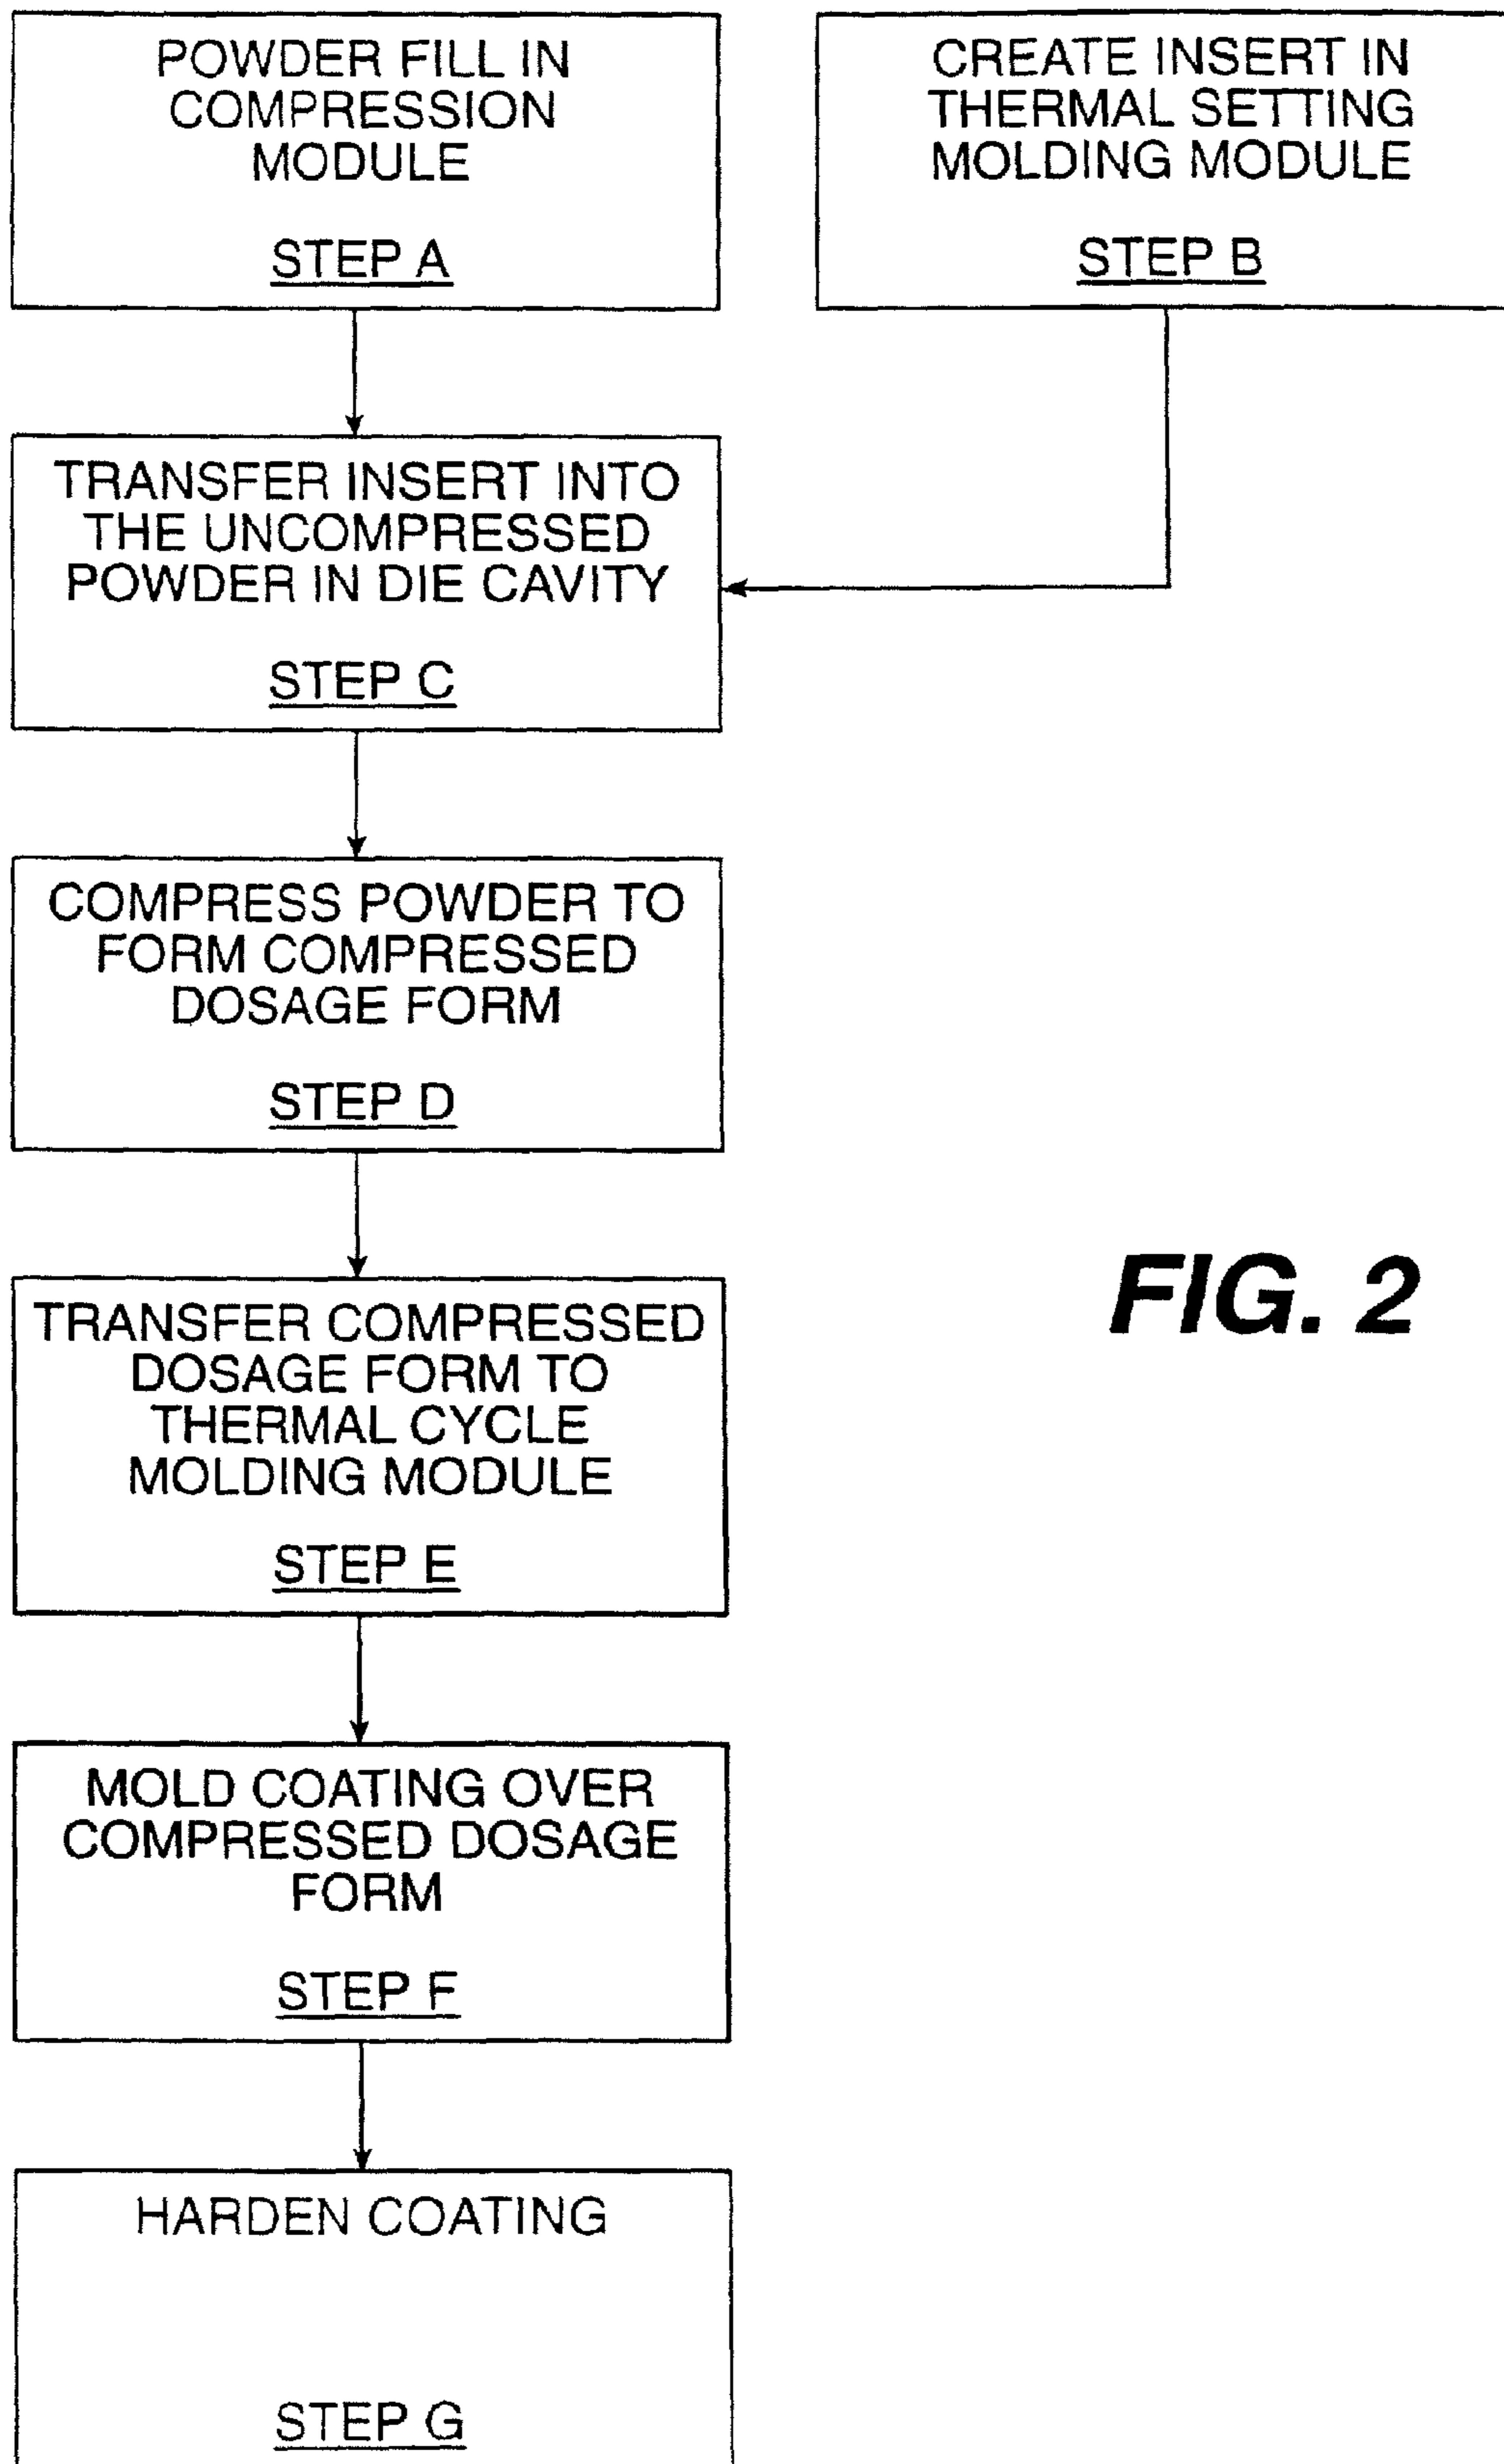 POWDER FILL IN
COMPRESSION
MODULE
STEP A
CREATE INSERT IN
THERMAL SETTING
MOLDING MODULE
STEP B
TRANSFER INSERT INTO
THE UNCOMPRESSED
POWDER IN DIE CAVITY
STEP C
COMPRESS POWDER TO
FORM COMPRESSED
DOSAGE FORM
STEP D
TRANSFER COMPRESSED
DOSAGE FORM TO
THERMAL CYCLE
MOLDING MODULE
STEP E
FIG. 2
MOLD COATING OVER
COMPRESSED DOSAGE
FORM
STEP F
HARDEN COATING
STEP G